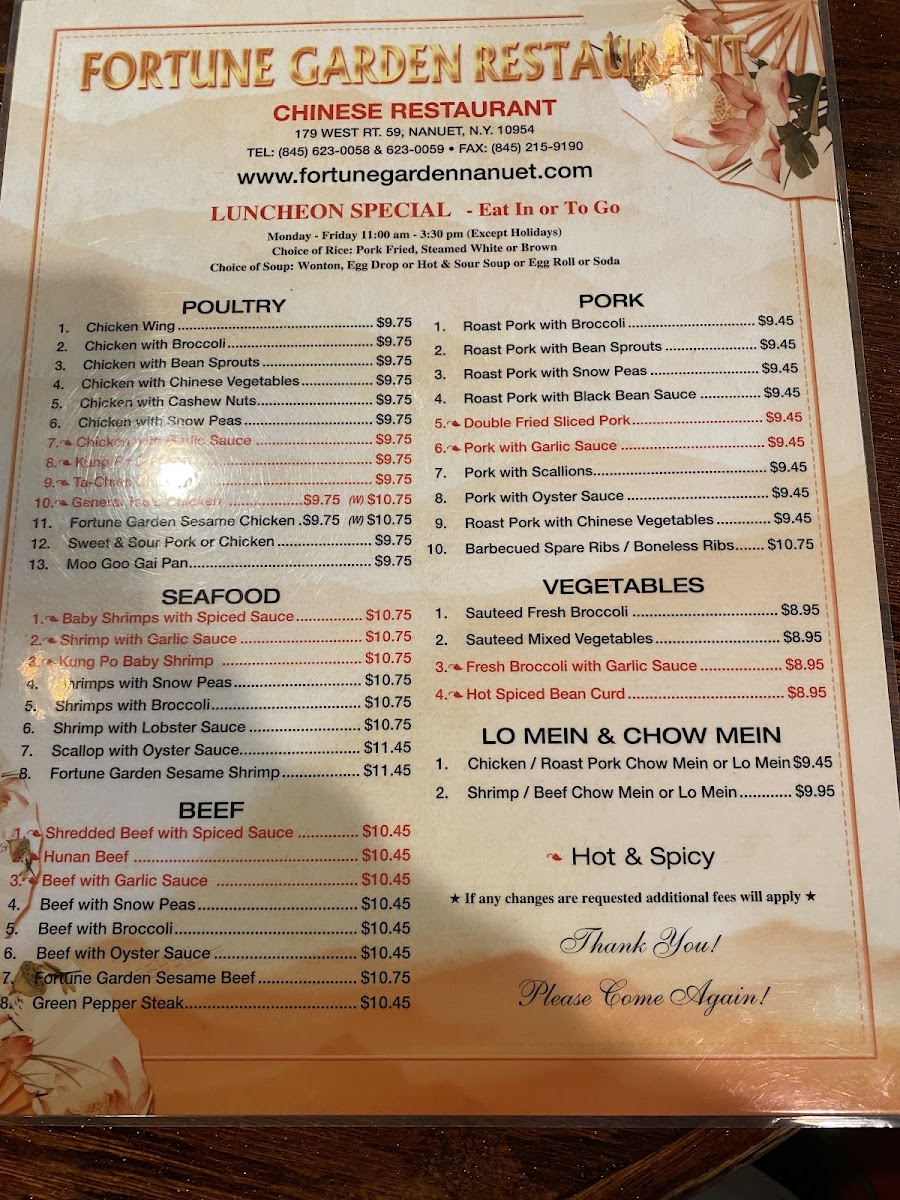 FORTUNE GARDEN RESTAURANT
CHINESE RESTAURANT
179 WEST RT. 59, NANUET, N.Y. 10954
TEL: (845) 623-0058 & 623-0059 • FAX: (845) 215-9190
www.fortunegardennanuet.com
LUNCHEON SPECIAL - Eat In or To Go
Monday - Friday 11:00 am - 3:30 pm (Except Holidays)
Choice of Rice: Pork Fried, Steamed White or Brown
Choice of Soup: Wonton, Egg Drop or Hot & Sour Soup or Egg Roll or Soda
POULTRY
1. Chicken Wing $9.75
2. Chicken with Broccoli $9.75
3. Chicken with Bean Sprouts $9.75
4. Chicken with Chinese Vegetables $9.75
5. Chicken with Cashew Nuts $9.75
6. Chicken with Snow Peas $9.75
7. Chicken with Garlic Sauce $9.75
8. Kung Po $9.75
9. Ta-Chien $9.75
10. General Tso's Chicken $9.75 (W) $10.75
11. Fortune Garden Sesame Chicken $9.75 (W) $10.75
12. Sweet & Sour Pork or Chicken $9.75
13. Moo Goo Gai Pan $9.75
SEAFOOD
1. Baby Shrimps with Spiced Sauce $10.75
2. Shrimp with Garlic Sauce $10.75
3. Kung Po Baby Shrimp $10.75
4. Shrimps with Snow Peas $10.75
5. Shrimps with Broccoli $10.75
6. Shrimp with Lobster Sauce $10.75
7. Scallop with Oyster Sauce $11.45
8. Fortune Garden Sesame Shrimp $11.45
BEEF
1. Shredded Beef with Spiced Sauce $10.45
2. Hunan Beef $10.45
3. Beef with Garlic Sauce $10.45
4. Beef with Snow Peas $10.45
5. Beef with Broccoli $10.45
6. Beef with Oyster Sauce $10.45
7. Fortune Garden Sesame Beef $10.75
8. Green Pepper Steak $10.45
PORK
1. Roast Pork with Broccoli $9.45
2. Roast Pork with Bean Sprouts $9.45
3. Roast Pork with Snow Peas $9.45
4. Roast Pork with Black Bean Sauce $9.45
5. Double Fried Sliced Pork $9.45
6. Pork with Garlic Sauce $9.45
7. Pork with Scallions $9.45
8. Pork with Oyster Sauce $9.45
9. Roast Pork with Chinese Vegetables $9.45
10. Barbecued Spare Ribs / Boneless Ribs $10.75
VEGETABLES
1. Sauteed Fresh Broccoli $8.95
2. Sauteed Mixed Vegetables $8.95
3. Fresh Broccoli with Garlic Sauce $8.95
4. Hot Spiced Bean Curd $8.95
LO MEIN & CHOW MEIN
1. Chicken / Roast Pork Chow Mein or Lo Mein $9.45
2. Shrimp / Beef Chow Mein or Lo Mein $9.95
Hot & Spicy
★ If any changes are requested additional fees will apply ★
Thank You!
Please Come Again!